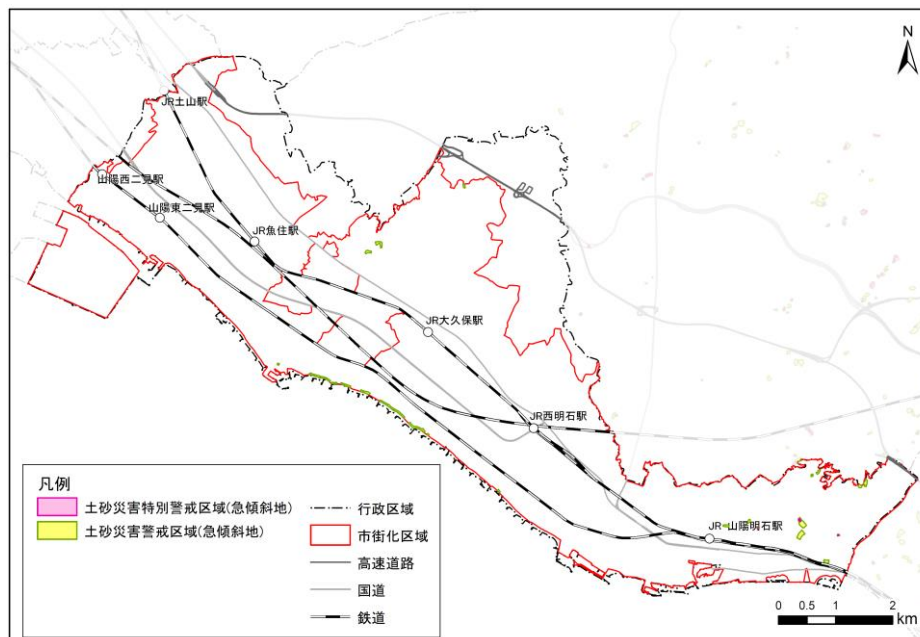 N
JR土山駅
山陽西二見駅
山陽東二見駅
JR魚住駅
JR大久保駅
JR西明石駅
JR・山陽明石駅
凡例
土砂災害特別警戒区域(急傾斜地)
土砂災害警戒区域(急傾斜地)
行政区域
市街化区域
高速道路
国道
鉄道
0 0.5 1 2
km